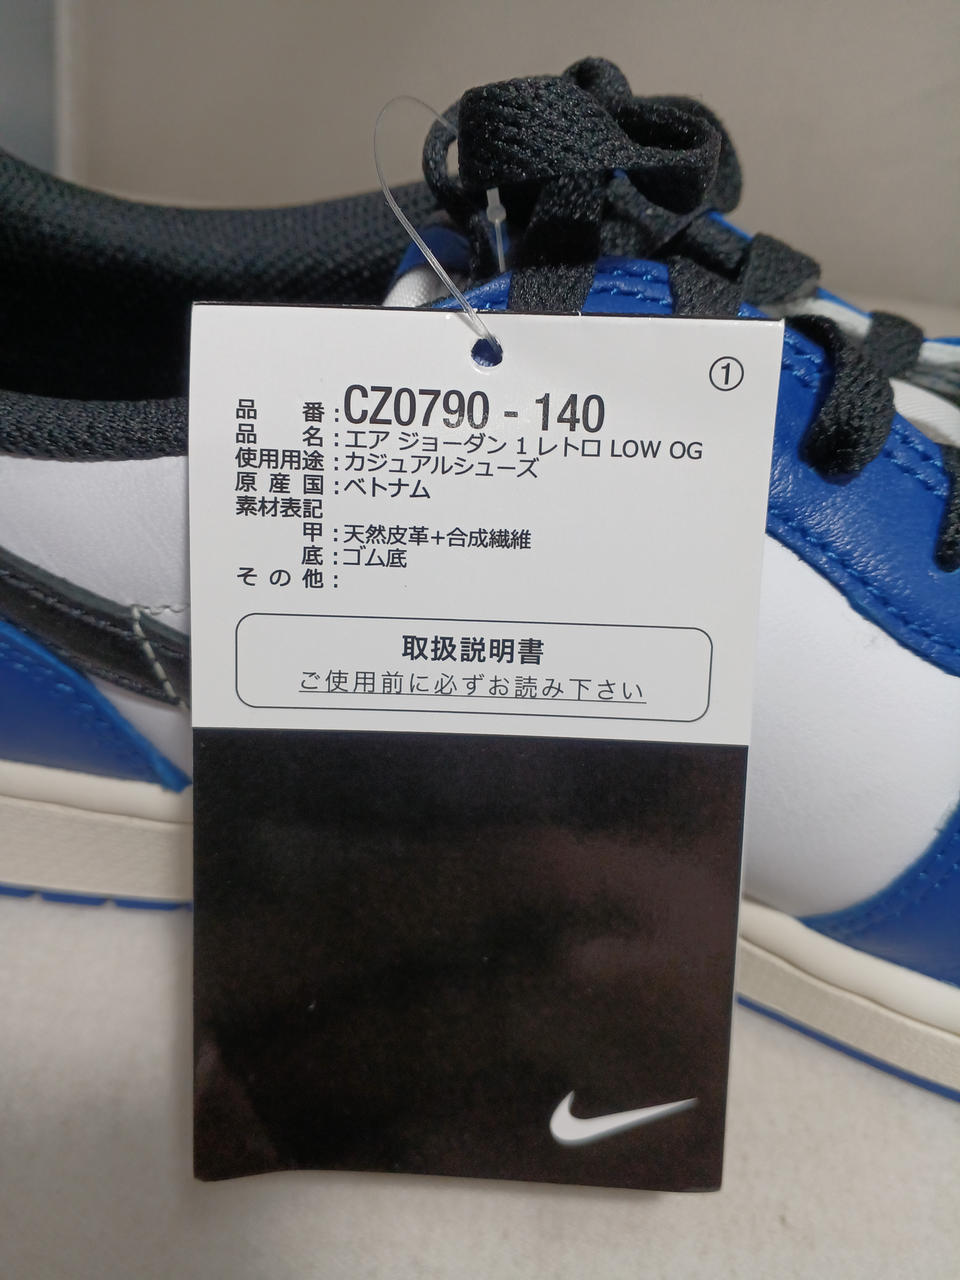 ①
品番:CZ0790-140
品名:エア ジョーダン 1 レトロ LOW OG
使用用途:カジュアルシューズ
原産国:ベトナム
素材表記
甲:天然皮革+合成繊維
底:ゴム底
その他:
取扱説明書
ご使用前に必ずお読み下さい